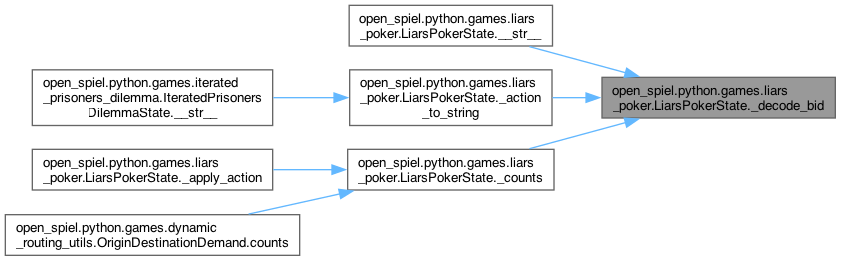 open_spiel.python.games.liars
_poker.LiarsPokerState.__str__
open_spiel.python.games.iterated
_prisoners_dilemma.IteratedPrisoners
DilemmaState.__str__
open_spiel.python.games.liars
_poker.LiarsPokerState._action
_to_string
open_spiel.python.games.liars
_poker.LiarsPokerState._decode_bid
open_spiel.python.games.liars
_poker.LiarsPokerState._apply_action
open_spiel.python.games.liars
_poker.LiarsPokerState._counts
open_spiel.python.games.dynamic
_routing_utils.OriginDestinationDemand.counts